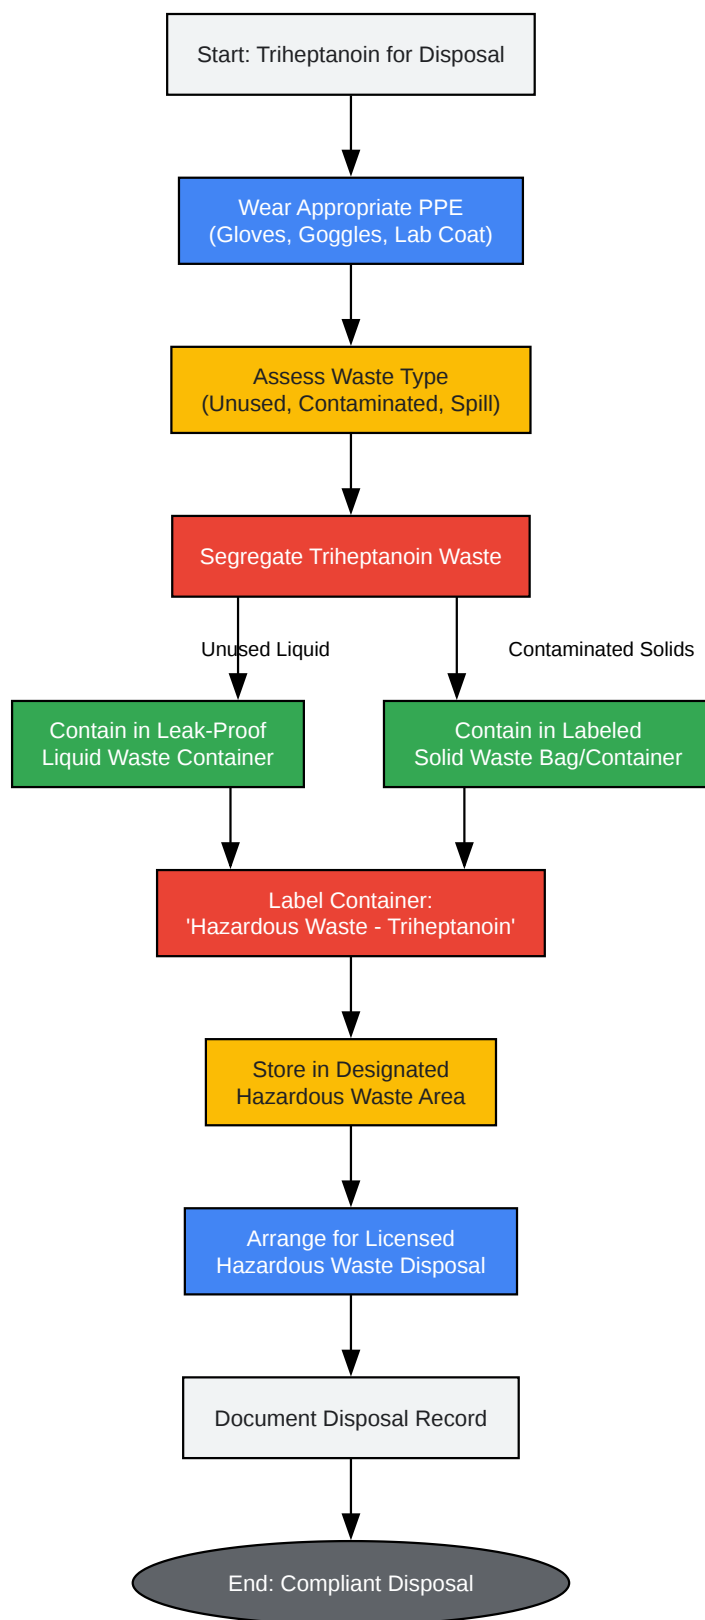 Start: Triheptanoin for Disposal
Wear Appropriate PPE
(Gloves, Goggles, Lab Coat)
Assess Waste Type
(Unused, Contaminated, Spill)
Segregate Triheptanoin Waste
Unused Liquid
Contaminated Solids
Contain in Leak-Proof
Liquid Waste Container
Contain in Labeled
Solid Waste Bag/Container
Label Container:
'Hazardous Waste - Triheptanoin'
Store in Designated
Hazardous Waste Area
Arrange for Licensed
Hazardous Waste Disposal
Document Disposal Record
End: Compliant Disposal